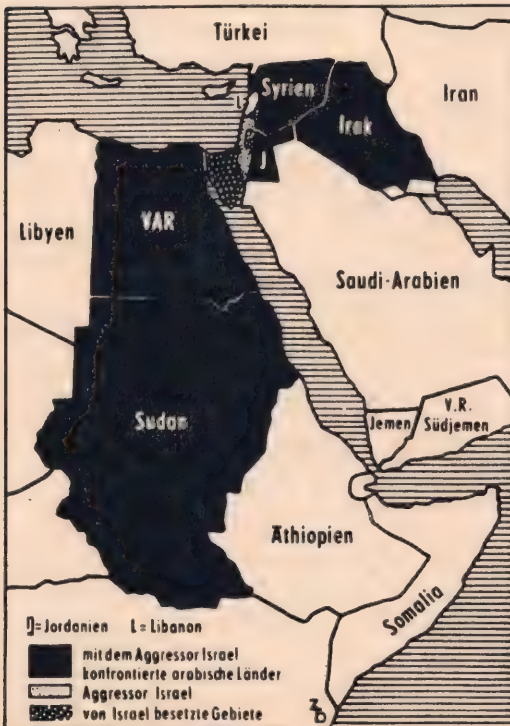 Türkei
Syrien
Iran
L
Irak
J
Libyen
VAR
Saudi-Arabien
Sudan
Jemen
V.R.
Südjemen
Äthiopien
Somalia
J=Jordanien L=Libanon
mit dem Aggressor Israel
konfrontierte arabische Länder
Aggressor Israel
von Israel besetzte Gebiete
ZD